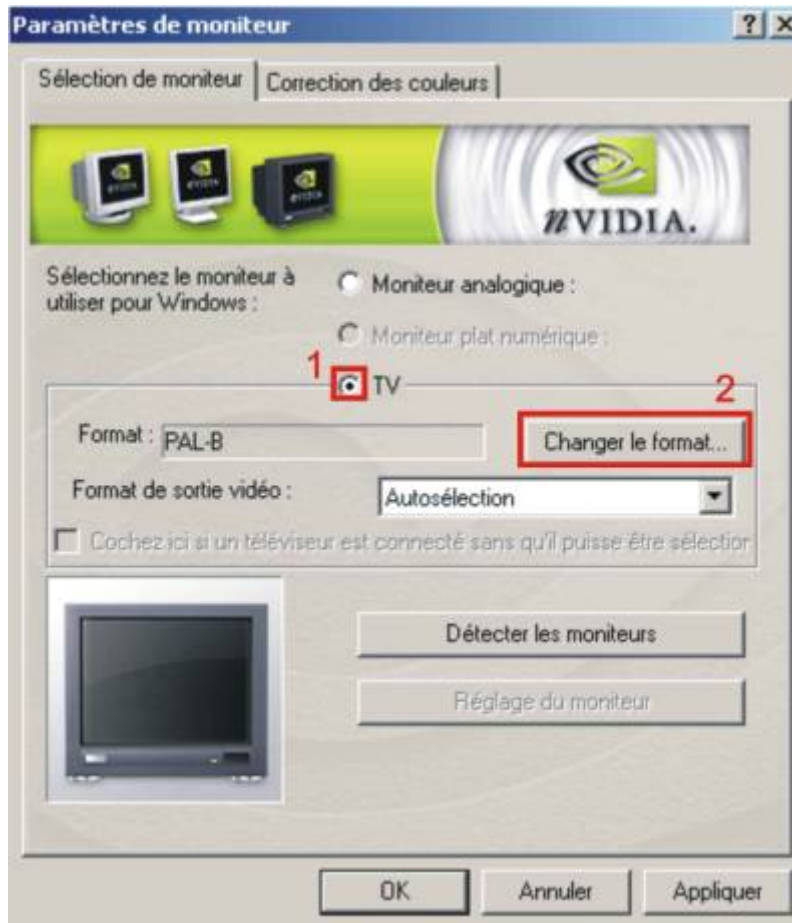 Paramètres de moniteur
Sélection de moniteur
Correction des couleurs
nVIDIA.
Sélectionnez le moniteur à
utiliser pour Windows :
Moniteur analogique :
Moniteur plat numérique :
1
TV
2
Format :
PAL-B
Changer le format...
Format de sortie vidéo :
Autosélection
Cochez ici si un téléviseur est connecté sans qu'il puisse être sélection
Détecter les moniteurs
Réglage du moniteur
OK
Annuler
Appliquer